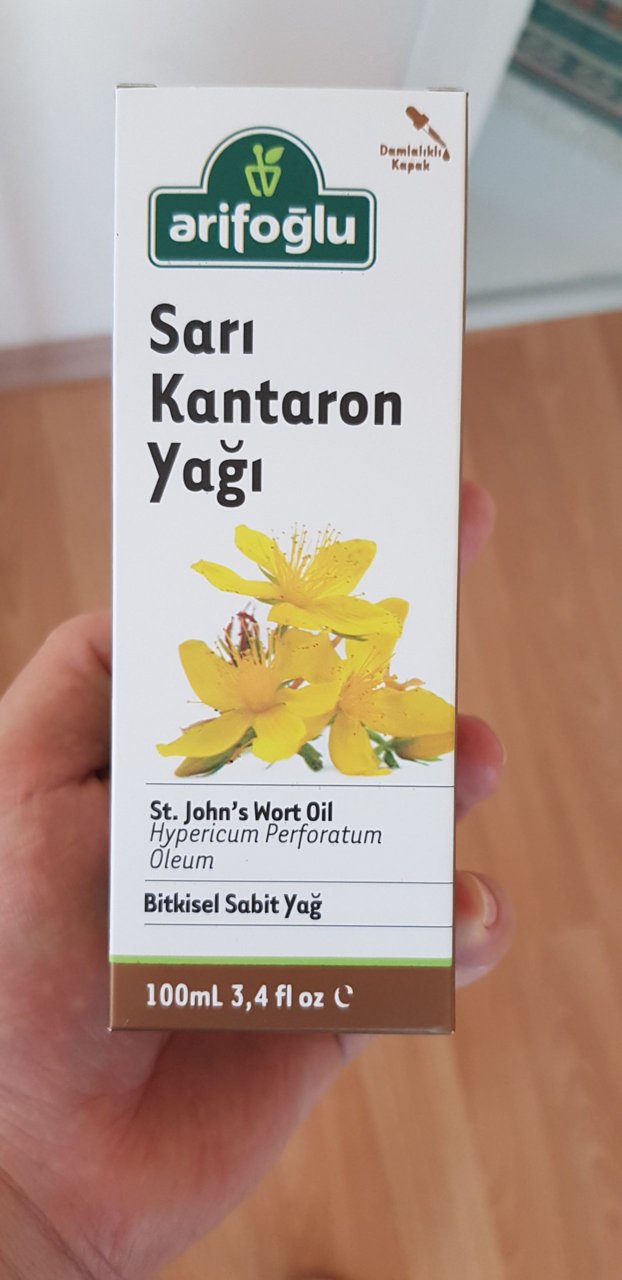 Damlalıklı
Kapak
arifoğlu
Sarı
Kantaron
Yağı
St. John's Wort Oil
Hypericum Perforatum
Oleum
Bitkisel Sabit Yağ
100mL 3,4 fl oz ℮